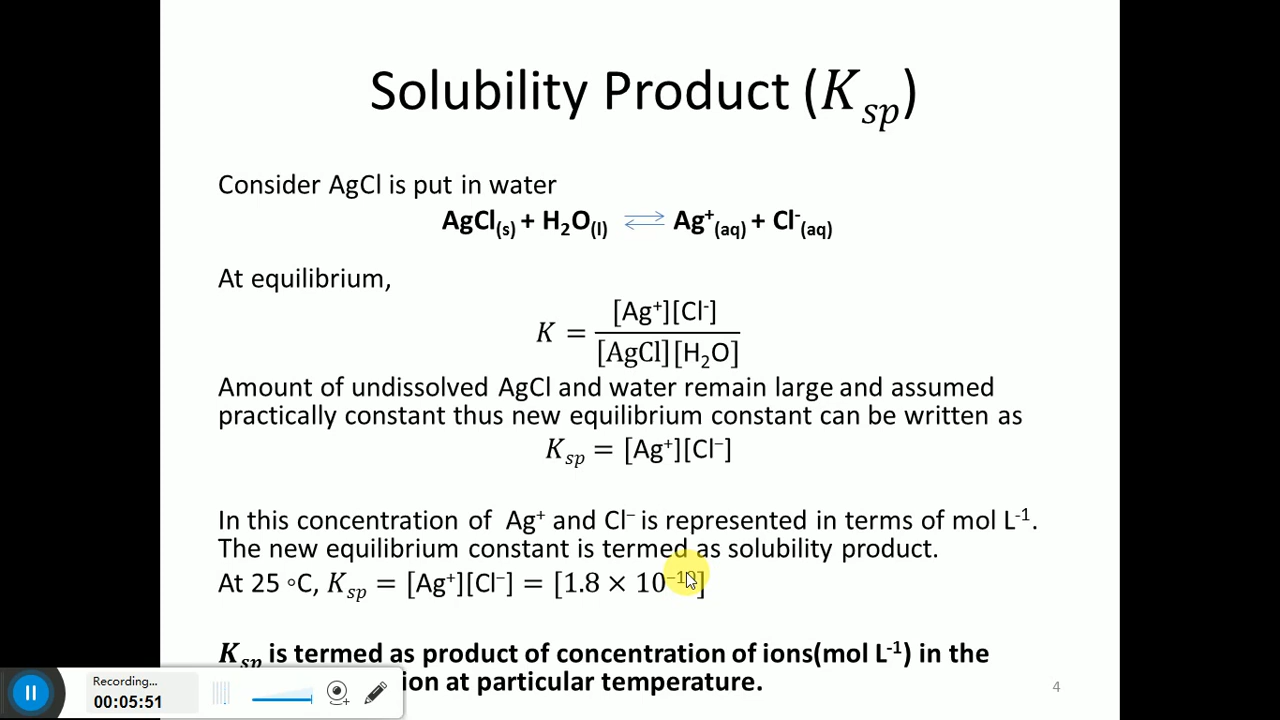 Solubility Product (Kₛₚ)
Consider AgCl is put in water
AgCl(s) + H₂O(l) ⇌ Ag⁺(aq) + Cl⁻(aq)
At equilibrium,
K = [Ag⁺][Cl⁻] / [AgCl][H₂O]
Amount of undissolved AgCl and water remain large and assumed
practically constant thus new equilibrium constant can be written as
Kₛₚ = [Ag⁺][Cl⁻]
In this concentration of Ag⁺ and Cl⁻ is represented in terms of mol L⁻¹.
The new equilibrium constant is termed as solubility product.
At 25 ∘C, Kₛₚ = [Ag⁺][Cl⁻] = [1.8 × 10⁻¹⁰]
Kₛₚ is termed as product of concentration of ions(mol L⁻¹) in the
at particular temperature.
4
Recording...
00:05:51